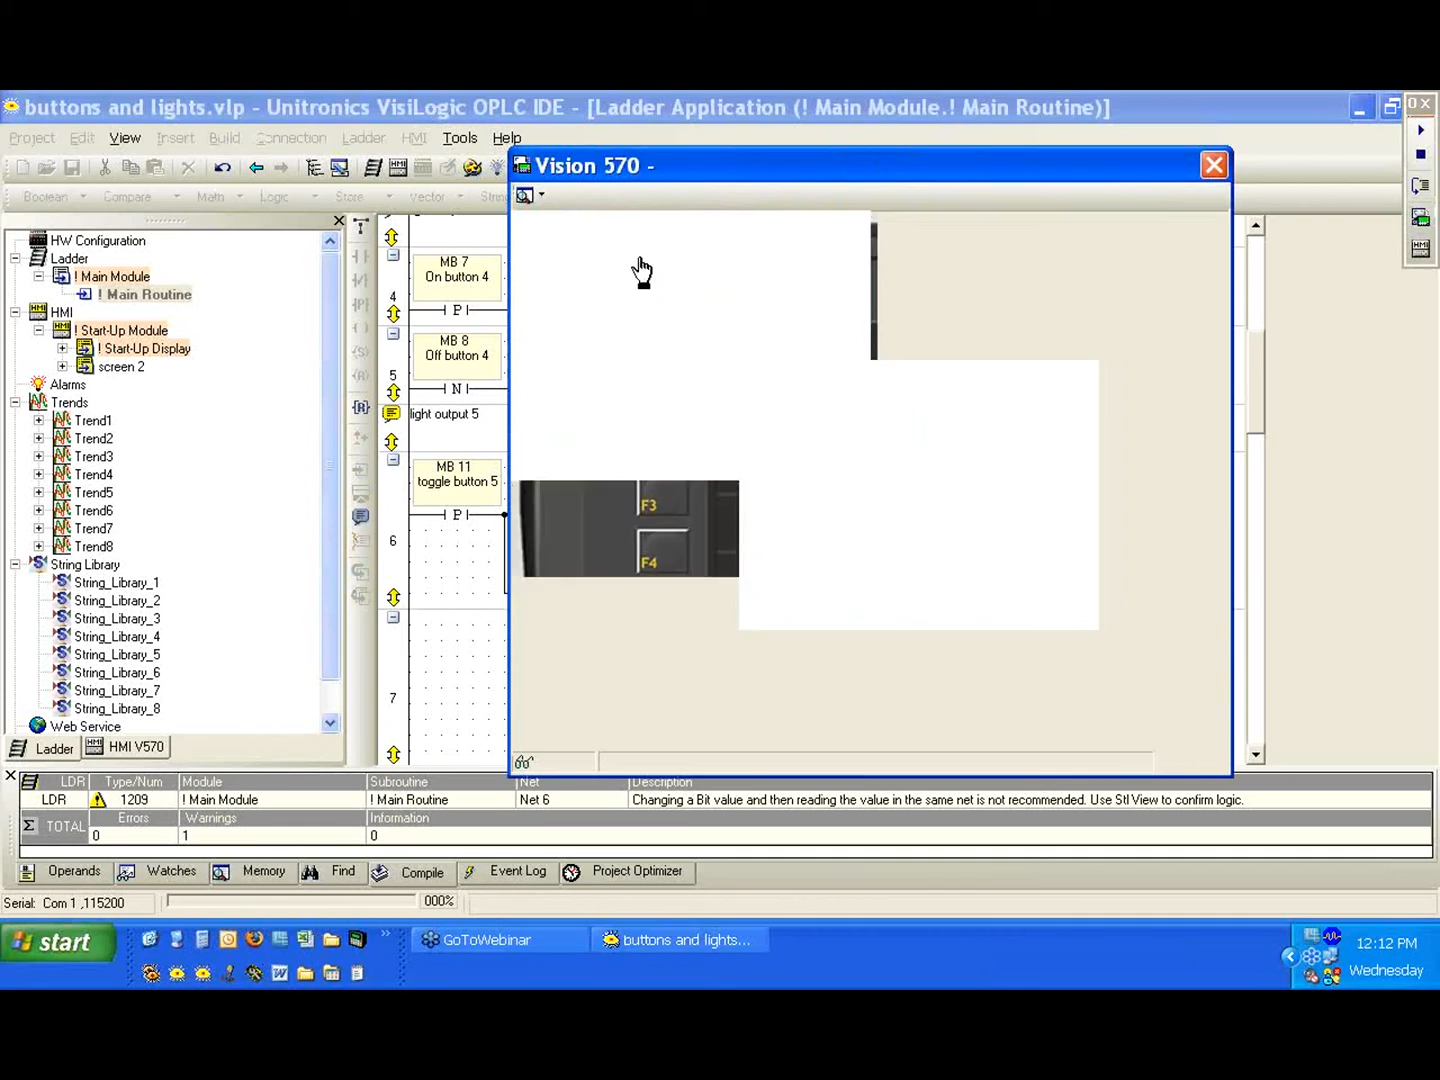 buttons and lights.vlp - Unitronics VisiLogic OPLC IDE - [Ladder Application (! Main Module.! Main Routine)]
Project Edit View Insert Build Connection Ladder HMI Tools Help
Boolean Compare Math Logic Store Vector
Vision 570 -
HW Configuration
Ladder
! Main Module
! Main Routine
HMI
! Start-Up Module
! Start-Up Display
screen 2
Alarms
Trends
Trend1
Trend2
Trend3
Trend4
Trend5
Trend6
Trend7
Trend8
String Library
String_Library_1
String_Library_2
String_Library_3
String_Library_4
String_Library_5
String_Library_6
String_Library_7
String_Library_8
Web Service
Ladder HMI V570
MB 7
On button 4
4
P
MB 8
Off button 4
5
N
light output 5
MB 11
toggle button 5
P
6
7
F3
F4
LDR Type/Num Module Subroutine Net Description
LDR 1209 ! Main Module ! Main Routine Net 6 Changing a Bit value and then reading the value in the same net is not recommended. Use Stl View to confirm logic.
TOTAL Errors Warnings Information
0 1 0
Operands Watches Memory Find Compile Event Log Project Optimizer
Serial: Com 1 ,115200 000%
start GoToWebinar buttons and lights... 12:12 PM
Wednesday